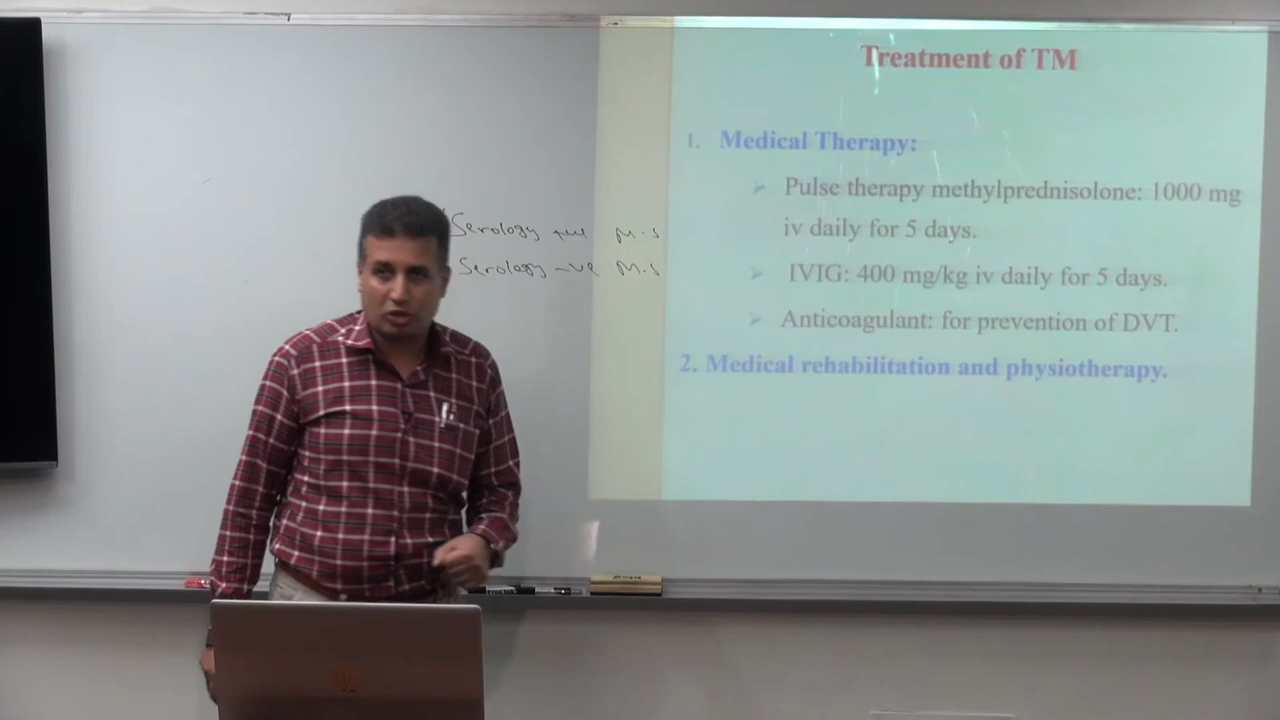 Treatment of TM
1. Medical Therapy:
Pulse therapy methylprednisolone: 1000 mg
iv daily for 5 days.
IVIG: 400 mg/kg iv daily for 5 days.
Anticoagulant: for prevention of DVT.
2. Medical rehabilitation and physiotherapy.
Serology +ve M.S
Serology -ve M.S